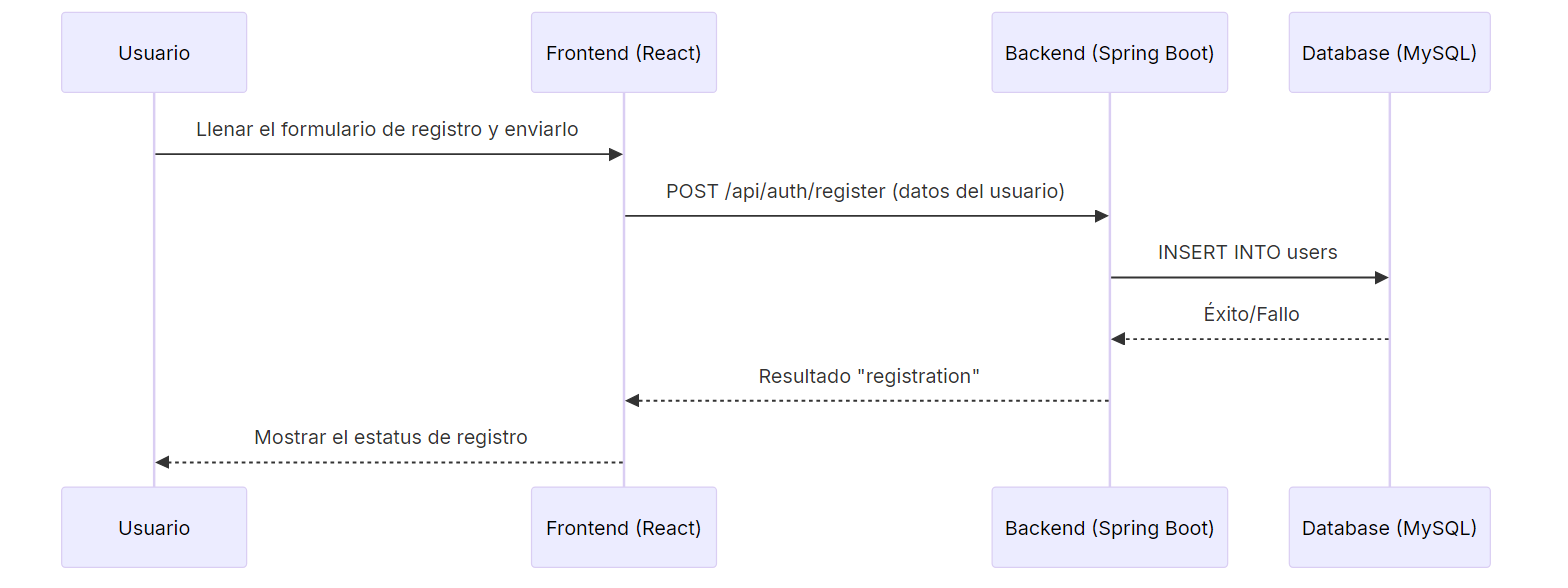 Usuario
Frontend (React)
Backend (Spring Boot)
Database (MySQL)
Llenar el formulario de registro y enviarlo
POST /api/auth/register (datos del usuario)
INSERT INTO users
Éxito/Fallo
Resultado "registration"
Mostrar el estatus de registro
Usuario
Frontend (React)
Backend (Spring Boot)
Database (MySQL)